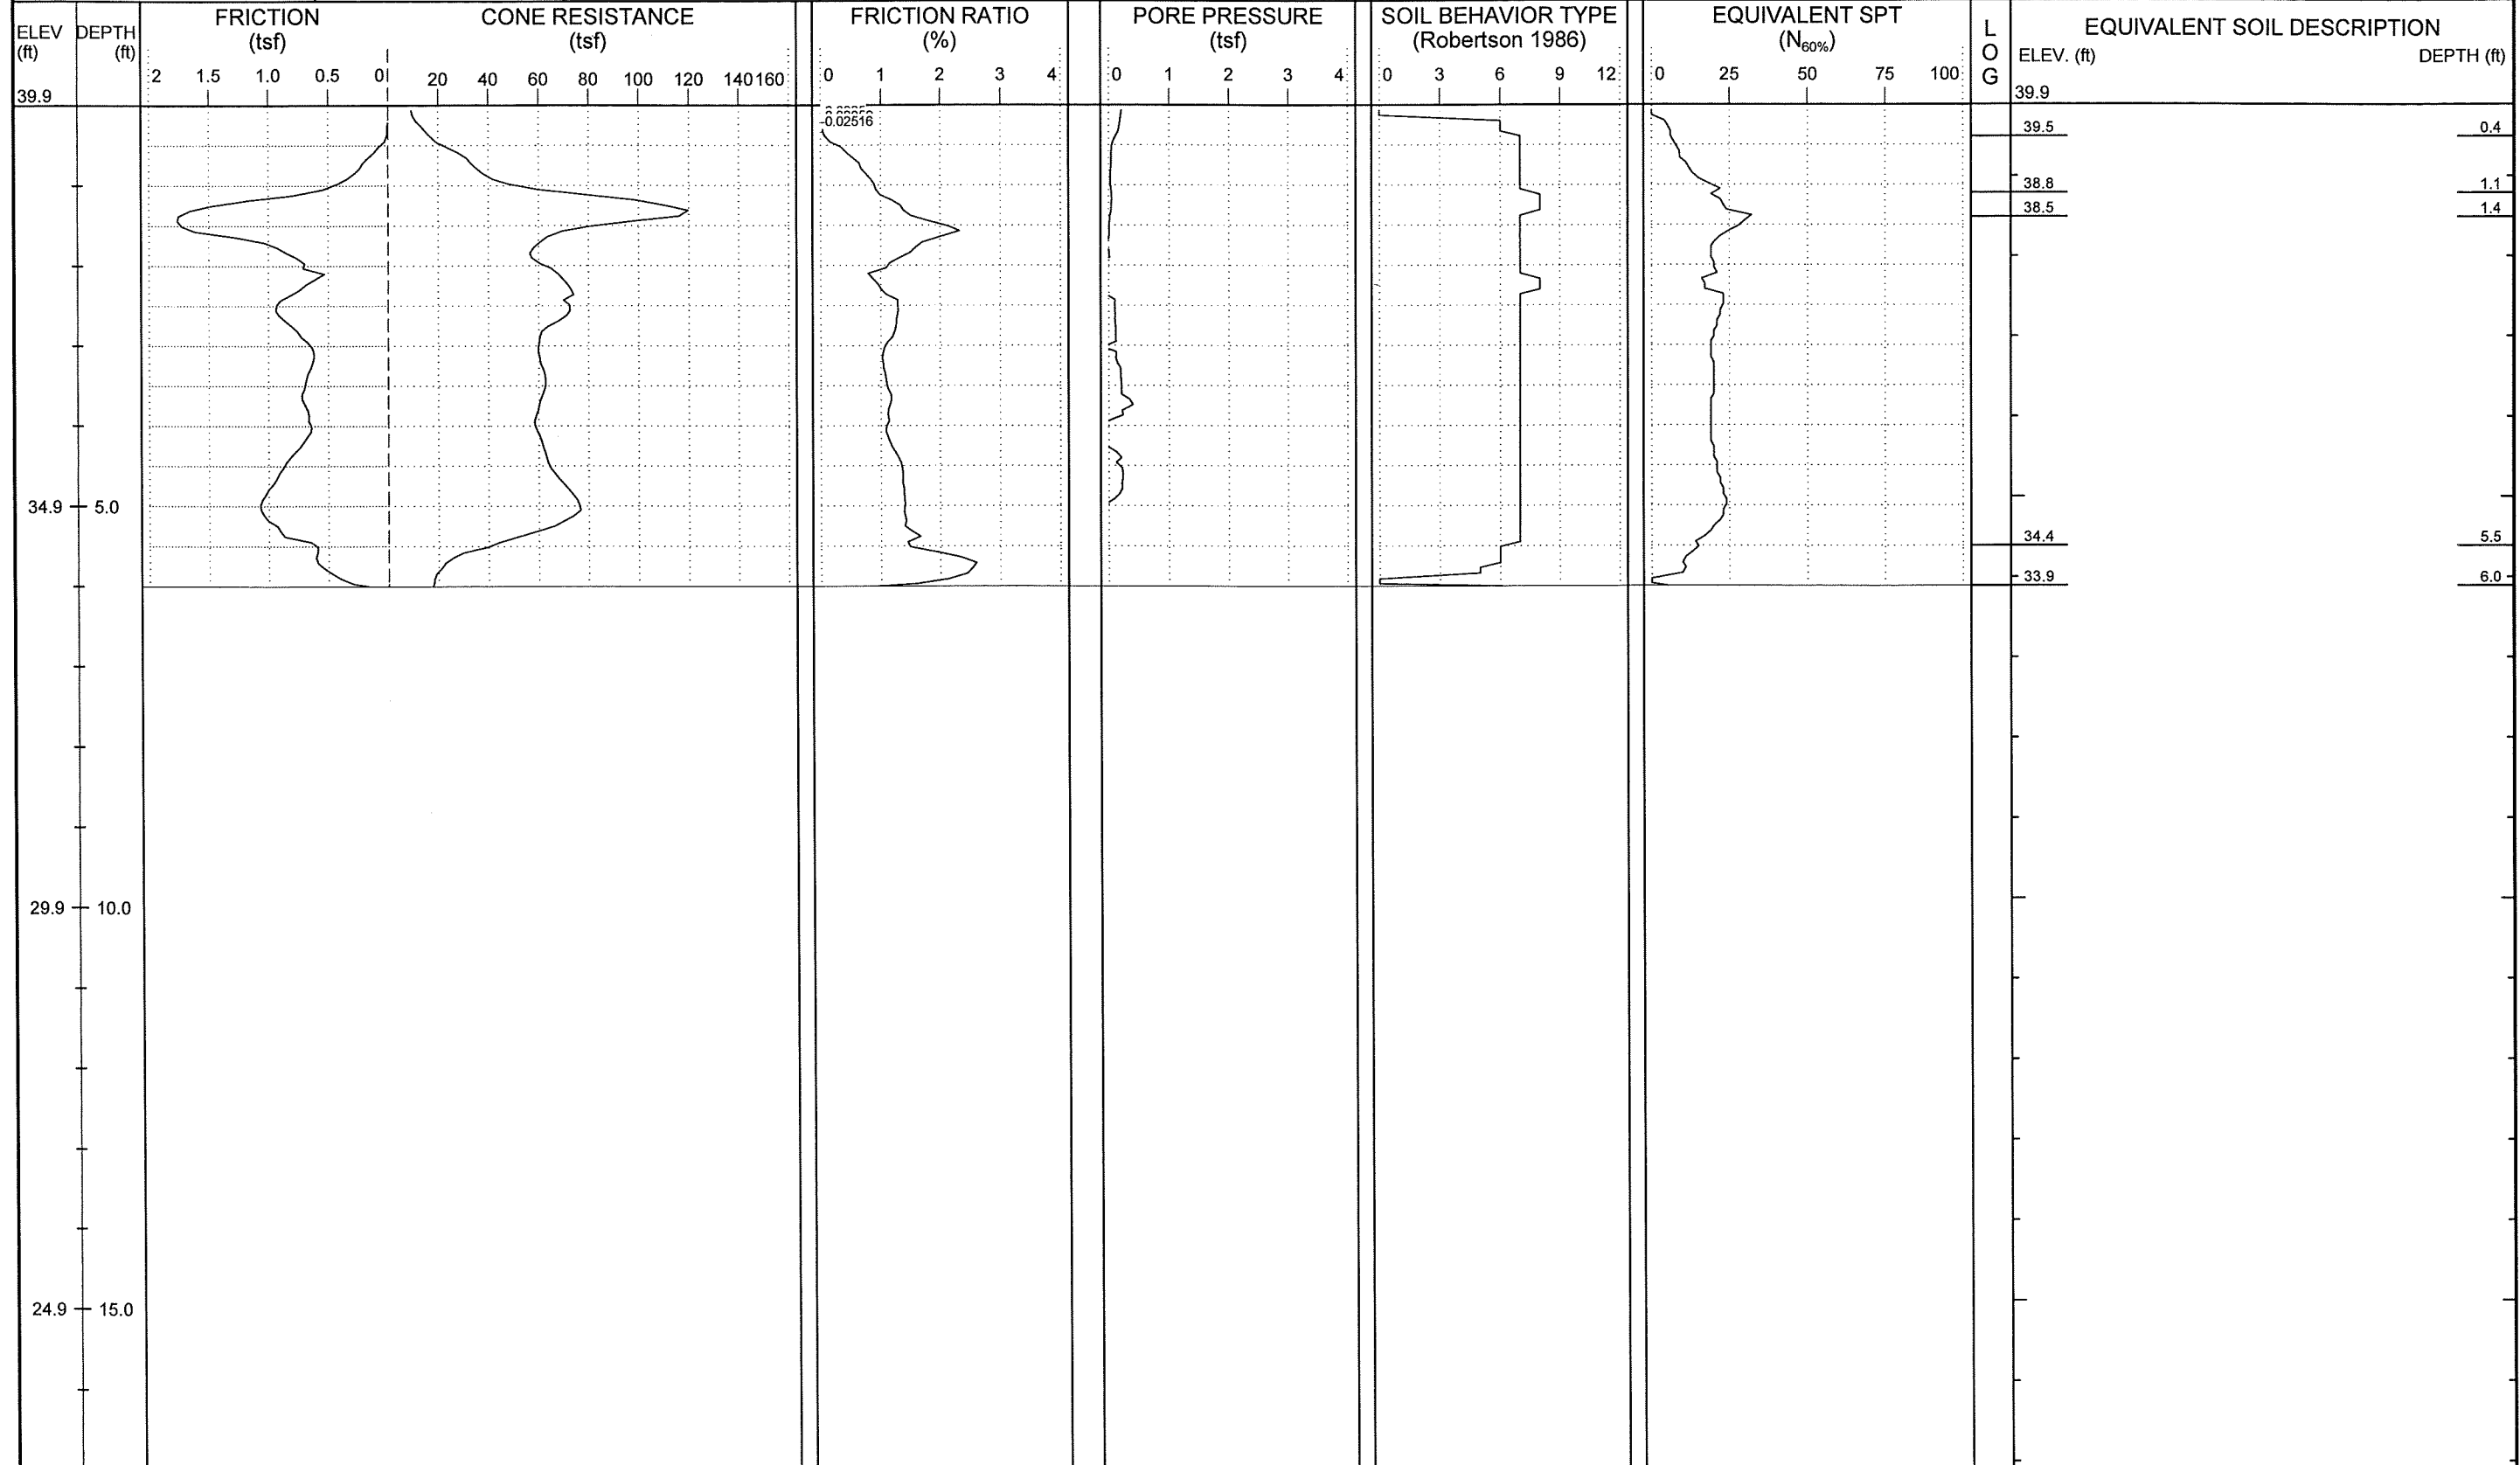 ELEV (ft)
DEPTH (ft)
FRICTION (tsf)
CONE RESISTANCE (tsf)
FRICTION RATIO (%)
PORE PRESSURE (tsf)
SOIL BEHAVIOR TYPE (Robertson 1986)
EQUIVALENT SPT (N60%)
LOG
EQUIVALENT SOIL DESCRIPTION
ELEV. (ft) DEPTH (ft)
2 1.5 1.0 0.5 0 20 40 60 80 100 120 140 160
0 1 2 3 4
0 1 2 3 4
0 3 6 9 12
0 25 50 75 100
39.9
39.9
-0.02516
39.5 0.4
38.8 1.1
38.5 1.4
34.9 5.0
34.4 5.5
33.9 6.0
29.9 10.0
24.9 15.0